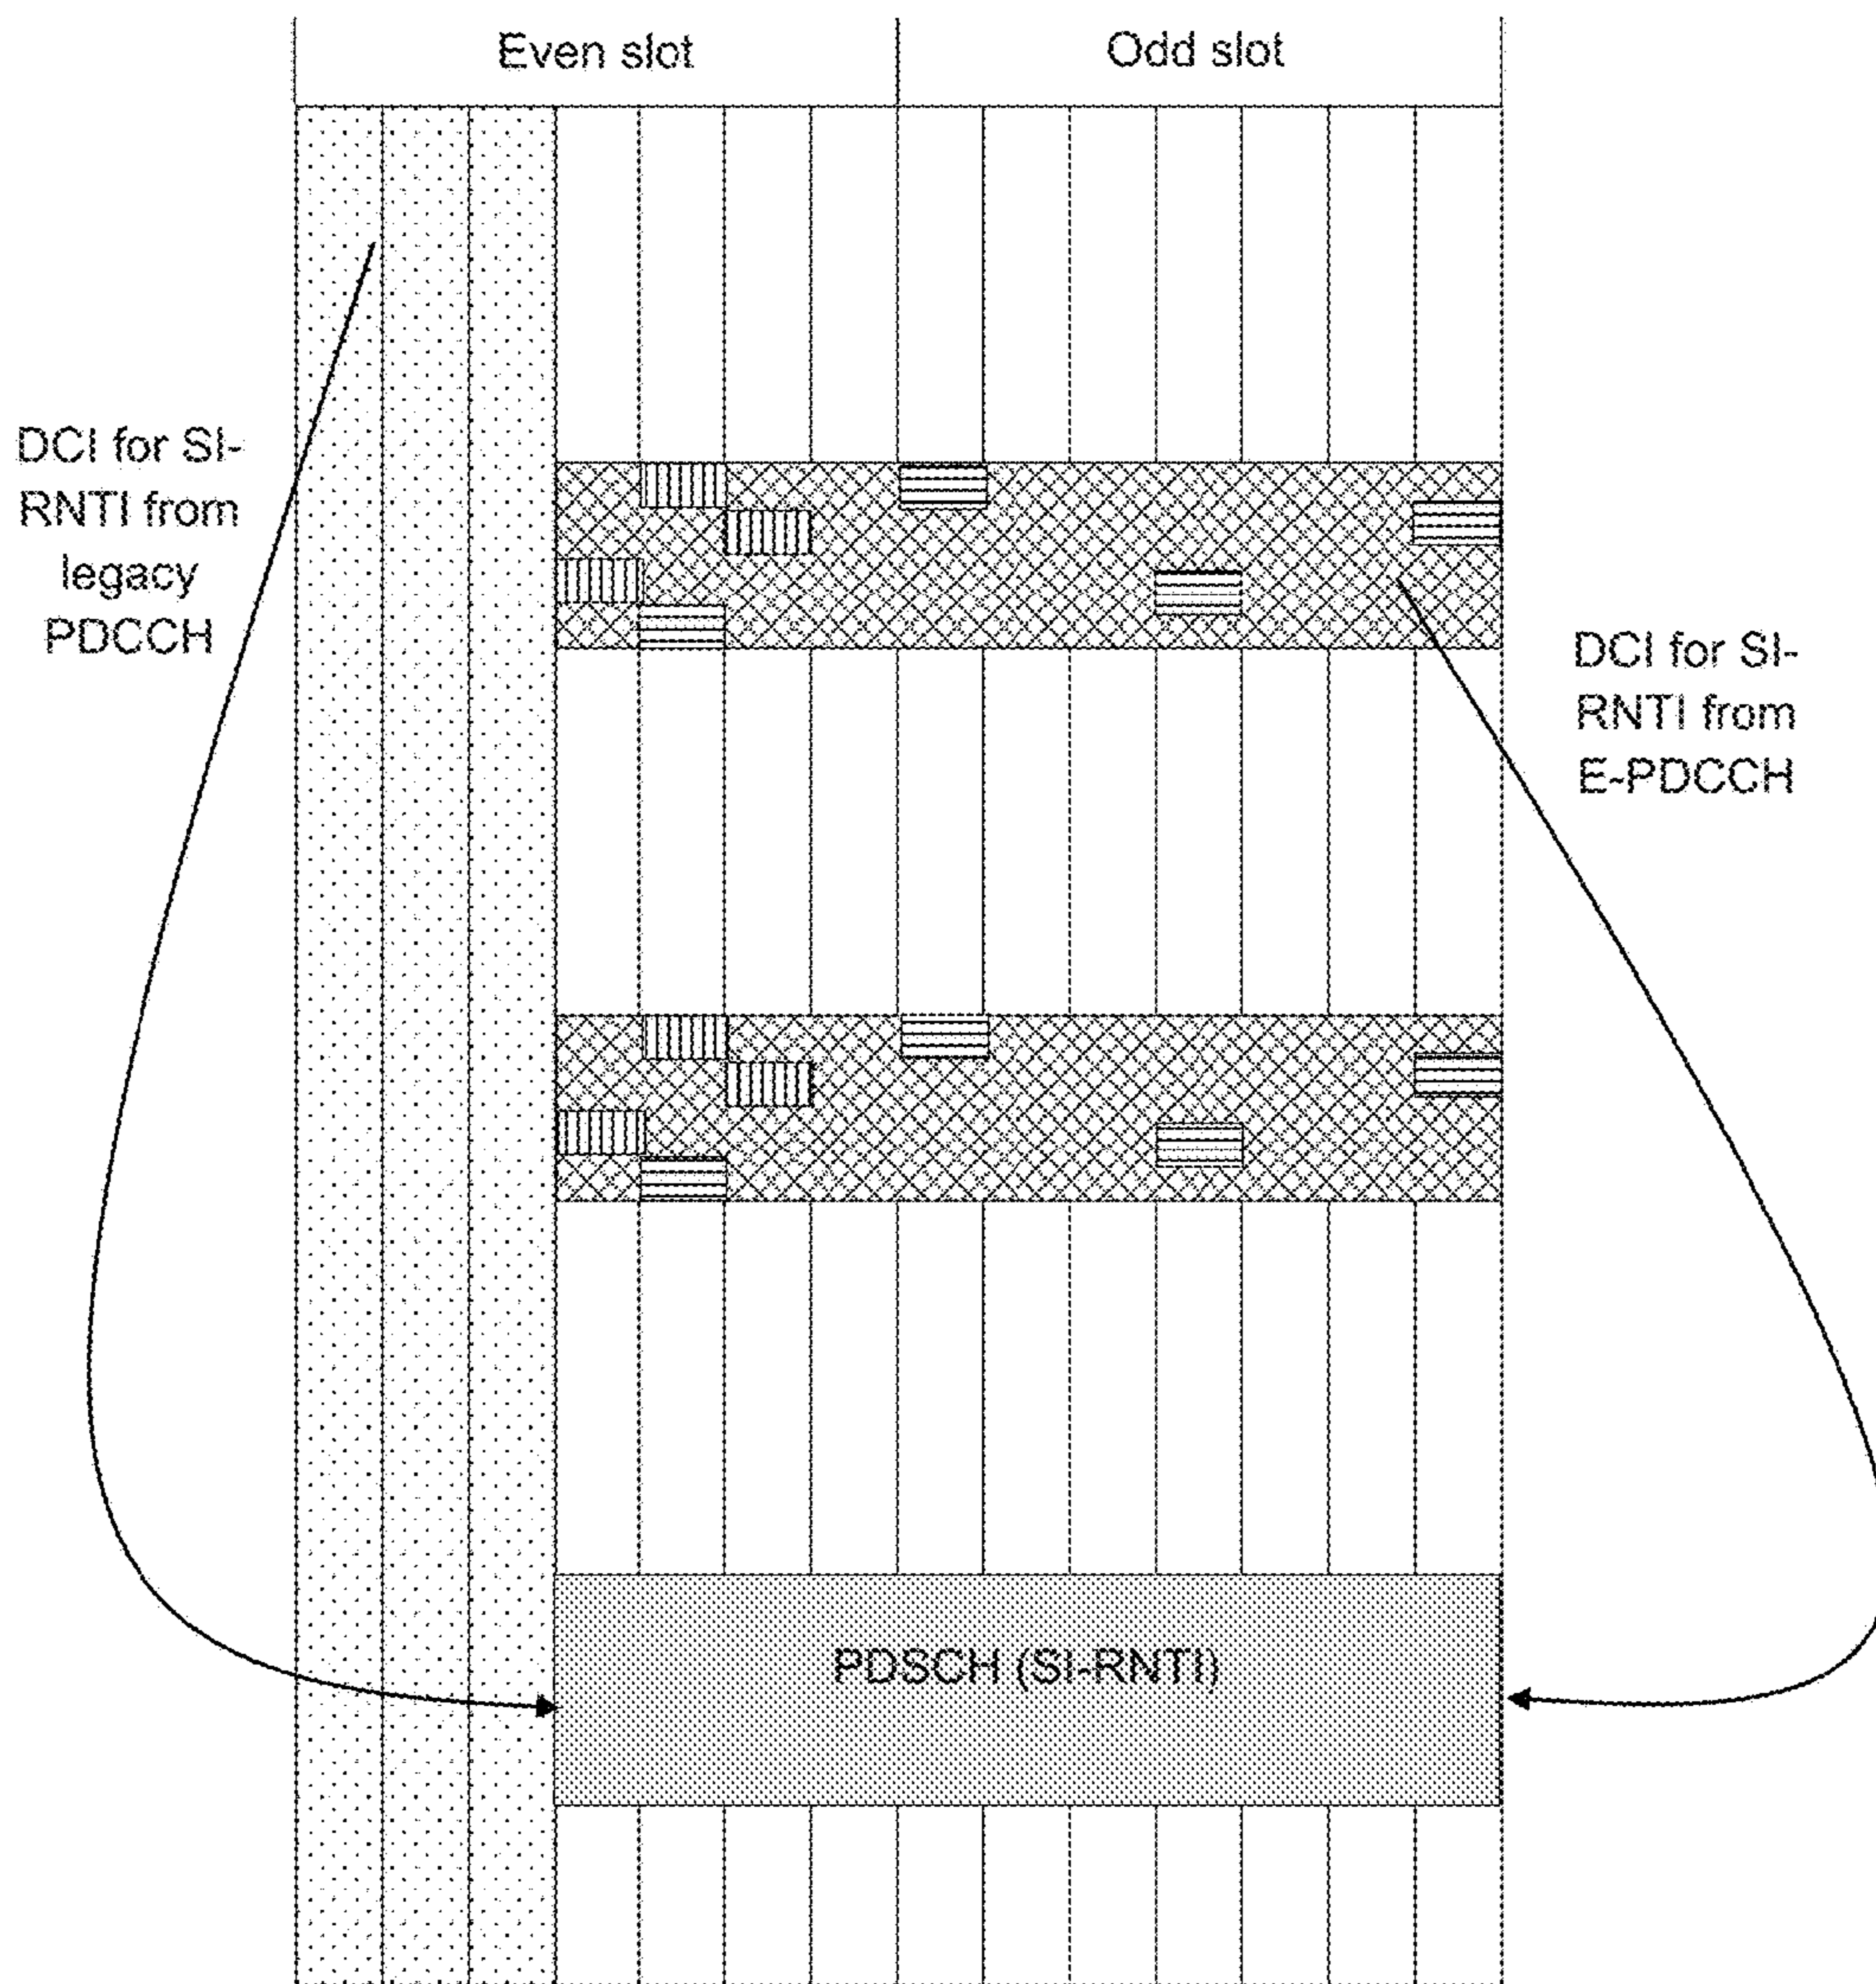 Even slot
Odd slot
DCI for SI-
RNTI from
legacy
PDCCH
DCI for SI-
RNTI from
E-PDCCH
PDSCH (SI-RNTI)